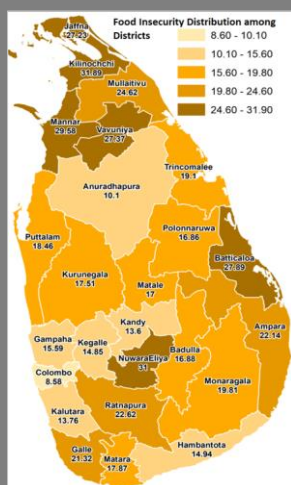 Food Insecurity Distribution among
Districts
8.60 - 10.10
10.10 - 15.60
15.60 - 19.80
19.80 - 24.60
24.60 - 31.90
Jaffna
27.23
Kilinochchi
31.89
Mullaitivu
24.62
Mannar
29.58
Vavuniya
27.37
Trincomalee
19.1
Anuradhapura
10.1
Puttalam
18.46
Polonnaruwa
16.86
Batticaloa
27.89
Kurunegala
17.51
Matale
17
Kandy
13.6
Ampara
22.14
Gampaha
15.59
Kegalle
14.85
NuwaraEliya
31
Badulla
16.88
Colombo
8.58
Monaragala
19.81
Kalutara
13.76
Ratnapura
22.62
Hambantota
14.94
Galle
21.32
Matara
17.87